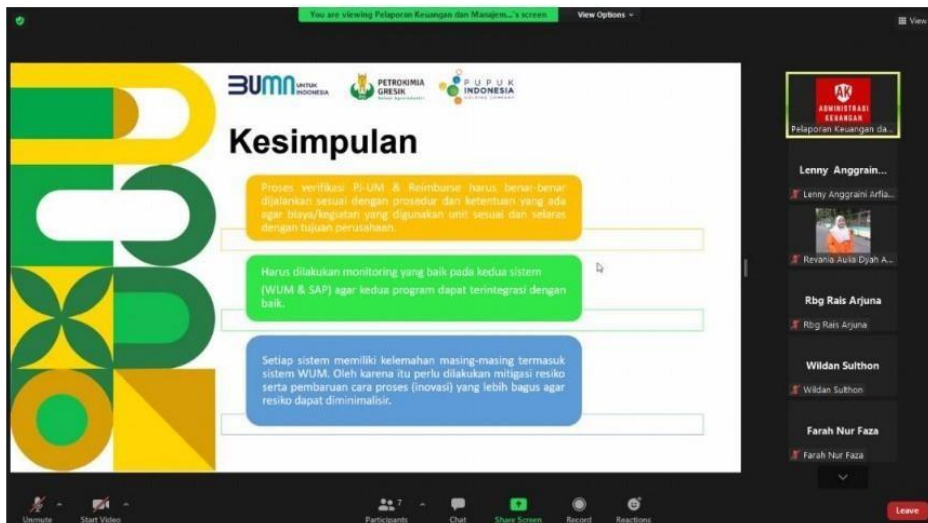 You are viewing Pelaporan Keuangan dan Manajem...'s screen
View Options
View
BUMN UNTUK INDONESIA
PETROKIMIA GRESIK
PUPUK INDONESIA
HOLDING COMPANY
Kesimpulan
Proses verifikasi PJ-UM & Reimburse harus benar-benar
dijalankan sesuai dengan prosedur dan ketentuan yang ada
agar biaya/kegiatan yang digunakan unit sesuai dan selaras
dengan tujuan perusahaan.
Harus dilakukan monitoring yang baik pada kedua sistem
(WUM & SAP) agar kedua program dapat terintegrasi dengan
baik.
Setiap sistem memiliki kelemahan masing-masing termasuk
sistem WUM. Oleh karena itu perlu dilakukan mitigasi resiko
serta pembaruan cara proses (inovasi) yang lebih bagus agar
resiko dapat diminimalisir.
AK
ADMINISTRASI
KEUANGAN
Pelaporan Keuangan da...
Lenny Anggrain...
Lenny Anggraini Arfia...
Revania Aulia Dyah A...
Rbg Rais Arjuna
Rbg Rais Arjuna
Wildan Sulthon
Wildan Sulthon
Farah Nur Faza
Farah Nur Faza
Unmute
Start Video
7
Participants
Chat
Share Screen
Record
Reactions
Leave